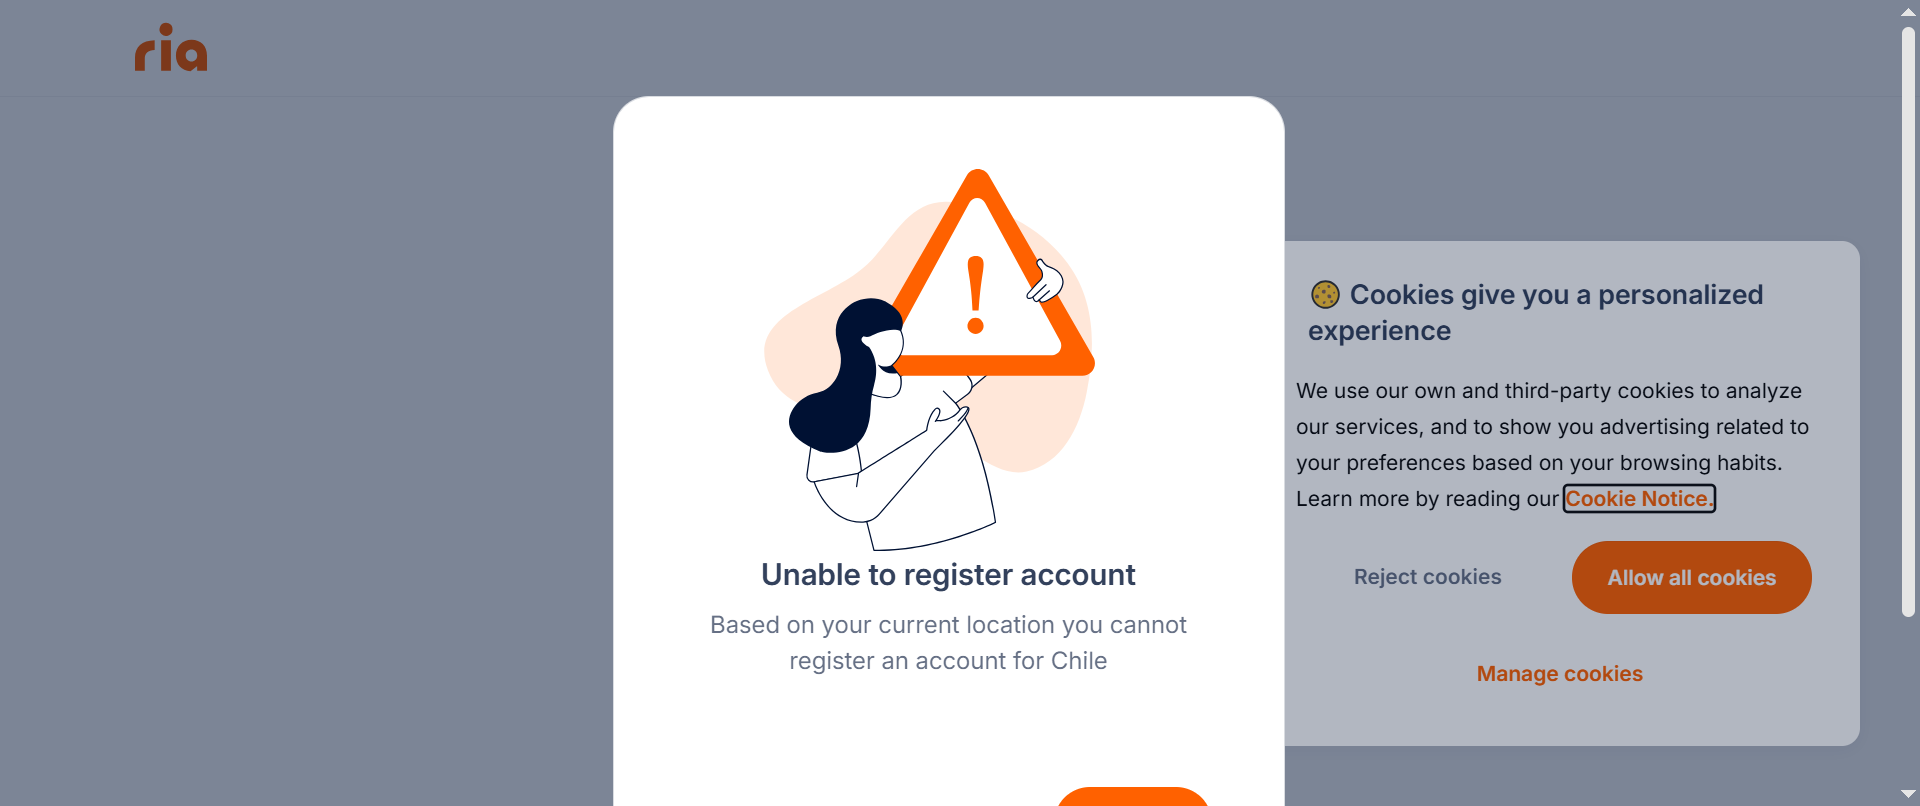 ria
Unable to register account
Based on your current location you cannot
register an account for Chile
🍪 Cookies give you a personalized
experience
We use our own and third-party cookies to analyze
our services, and to show you advertising related to
your preferences based on your browsing habits.
Learn more by reading our Cookie Notice.
Reject cookies
Allow all cookies
Manage cookies